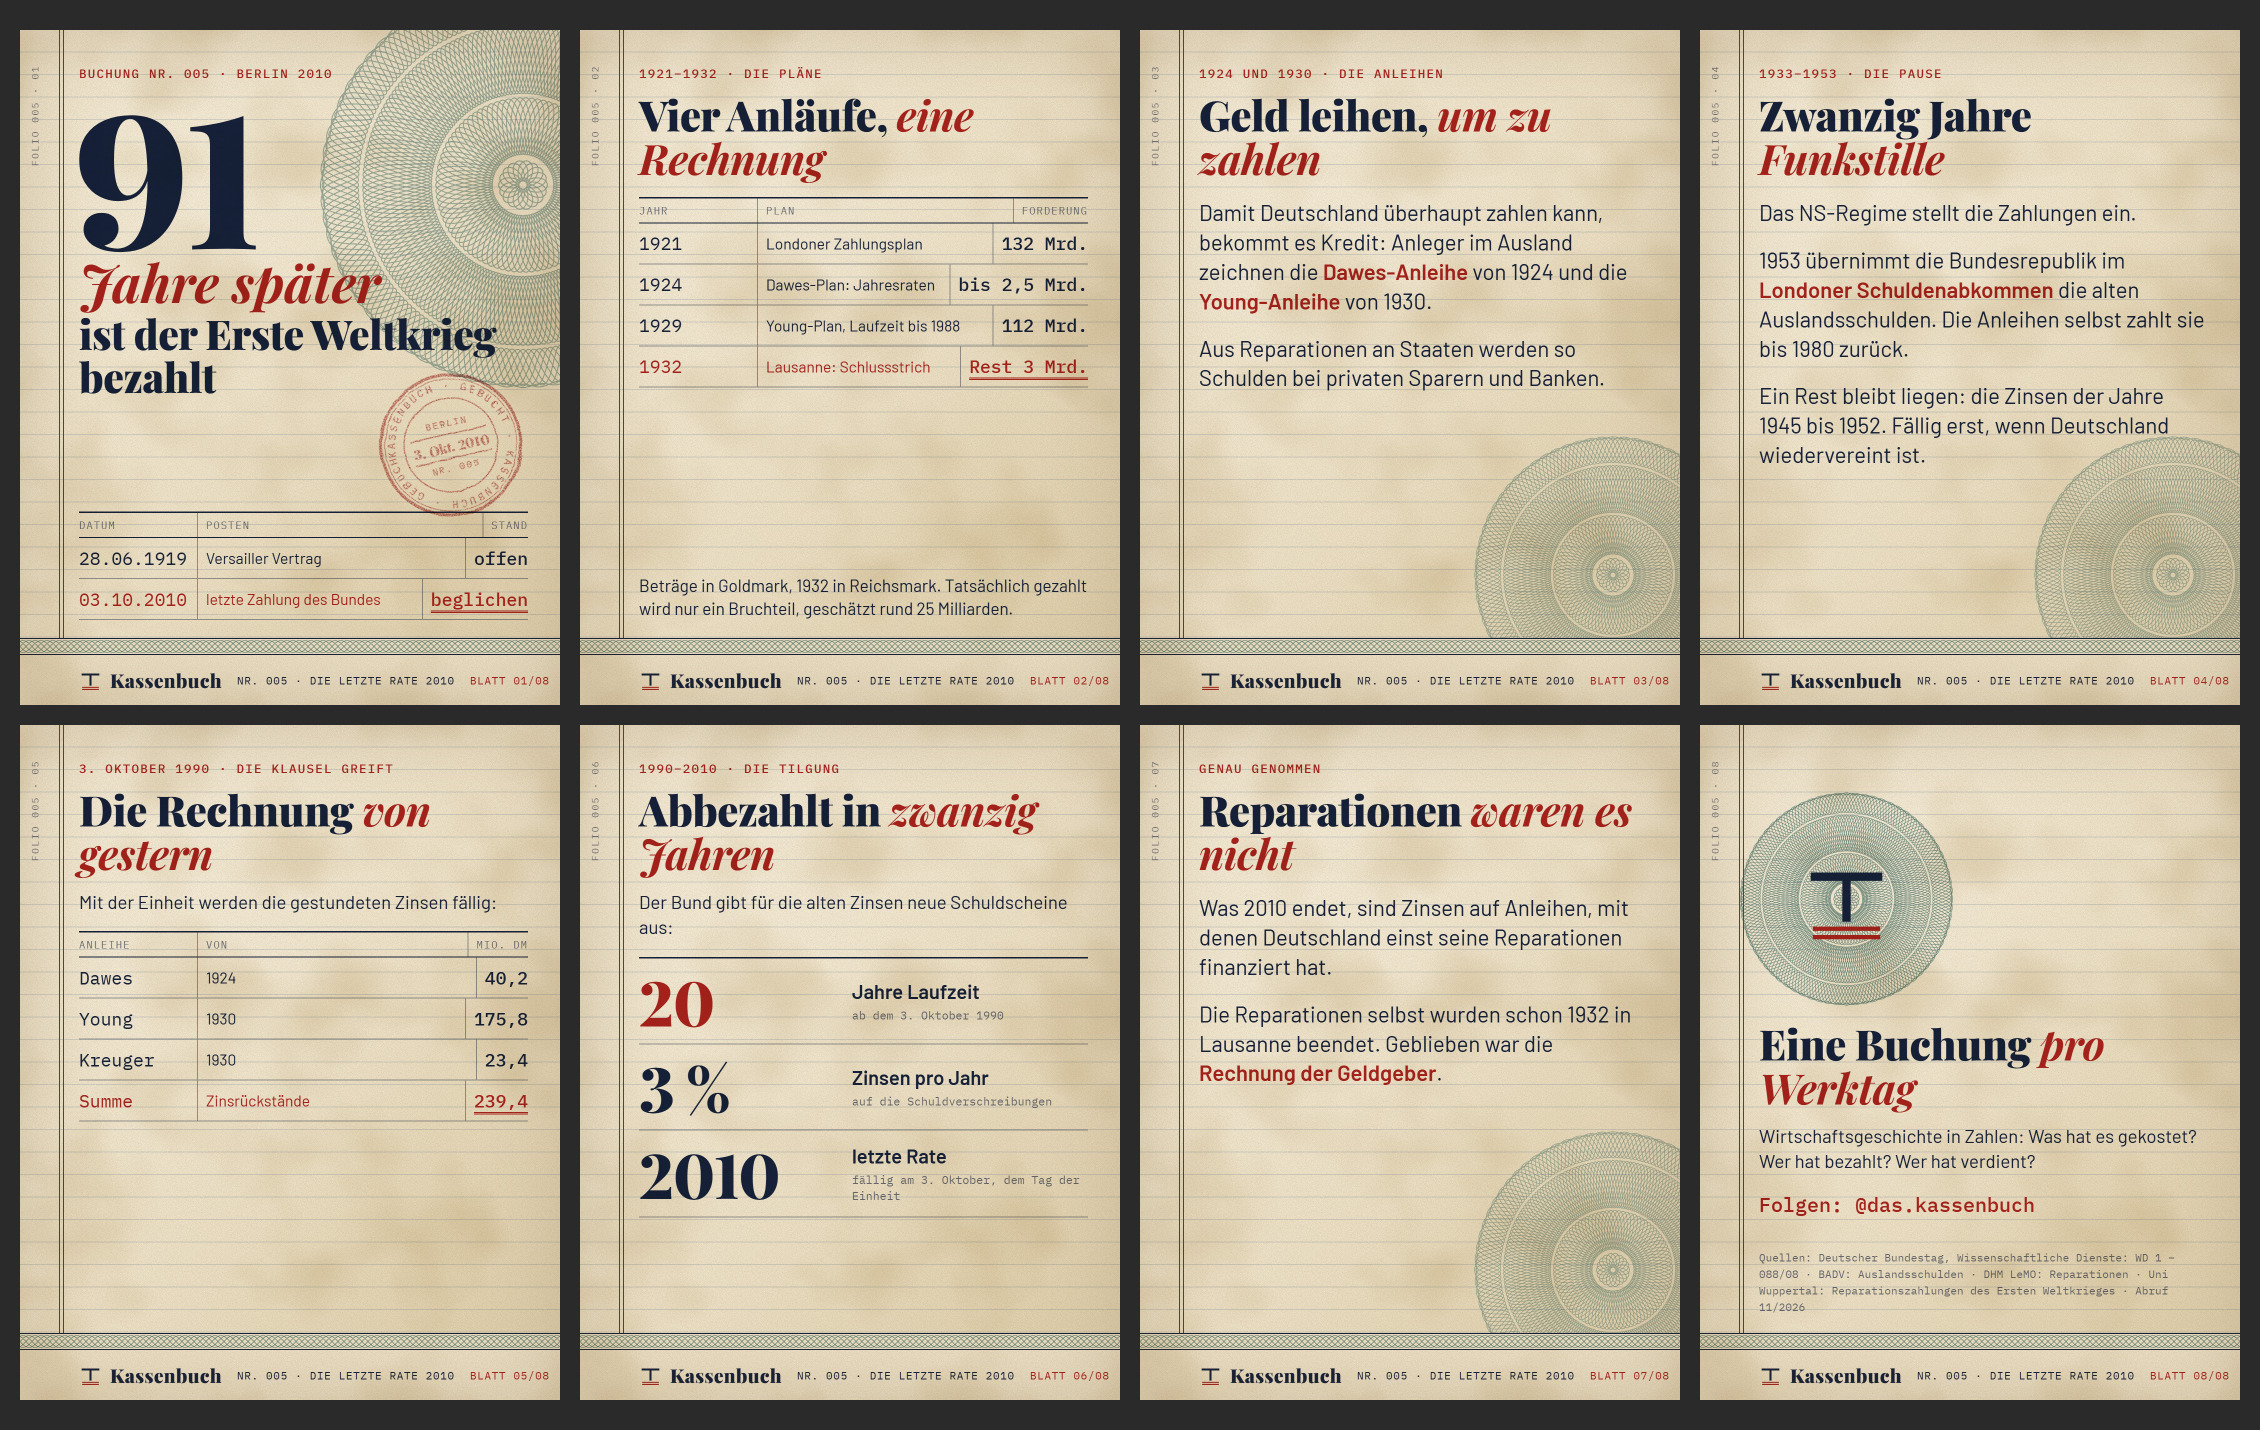 FOLIO 005 · 01
BUCHUNG NR. 005 · BERLIN 2010
91
Jahre später
ist der Erste Weltkrieg
bezahlt
GEBUCHT · KASSENBUCH · GEBUCHT · KASSENBUCH ·
BERLIN
3. Okt. 2010
NR. 005
DATUM POSTEN STAND
28.06.1919 Versailler Vertrag offen
03.10.2010 letzte Zahlung des Bundes beglichen
Kassenbuch NR. 005 · DIE LETZTE RATE 2010 BLATT 01/08
FOLIO 005 · 02
1921–1932 · DIE PLÄNE
Vier Anläufe, eine
Rechnung
JAHR PLAN FORDERUNG
1921 Londoner Zahlungsplan 132 Mrd.
1924 Dawes-Plan: Jahresraten bis 2,5 Mrd.
1929 Young-Plan, Laufzeit bis 1988 112 Mrd.
1932 Lausanne: Schlussstrich Rest 3 Mrd.
Beträge in Goldmark, 1932 in Reichsmark. Tatsächlich gezahlt
wird nur ein Bruchteil, geschätzt rund 25 Milliarden.
Kassenbuch NR. 005 · DIE LETZTE RATE 2010 BLATT 02/08
FOLIO 005 · 03
1924 UND 1930 · DIE ANLEIHEN
Geld leihen, um zu
zahlen
Damit Deutschland überhaupt zahlen kann,
bekommt es Kredit: Anleger im Ausland
zeichnen die Dawes-Anleihe von 1924 und die
Young-Anleihe von 1930.
Aus Reparationen an Staaten werden so
Schulden bei privaten Sparern und Banken.
Kassenbuch NR. 005 · DIE LETZTE RATE 2010 BLATT 03/08
FOLIO 005 · 04
1933–1953 · DIE PAUSE
Zwanzig Jahre
Funkstille
Das NS-Regime stellt die Zahlungen ein.
1953 übernimmt die Bundesrepublik im
Londoner Schuldenabkommen die alten
Auslandsschulden. Die Anleihen selbst zahlt sie
bis 1980 zurück.
Ein Rest bleibt liegen: die Zinsen der Jahre
1945 bis 1952. Fällig erst, wenn Deutschland
wiedervereint ist.
Kassenbuch NR. 005 · DIE LETZTE RATE 2010 BLATT 04/08
FOLIO 005 · 05
3. OKTOBER 1990 · DIE KLAUSEL GREIFT
Die Rechnung von
gestern
Mit der Einheit werden die gestundeten Zinsen fällig:
ANLEIHE VON MIO. DM
Dawes 1924 40,2
Young 1930 175,8
Kreuger 1930 23,4
Summe Zinsrückstände 239,4
Kassenbuch NR. 005 · DIE LETZTE RATE 2010 BLATT 05/08
FOLIO 005 · 06
1990–2010 · DIE TILGUNG
Abbezahlt in zwanzig
Jahren
Der Bund gibt für die alten Zinsen neue Schuldscheine
aus:
20 Jahre Laufzeit
ab dem 3. Oktober 1990
3 % Zinsen pro Jahr
auf die Schuldverschreibungen
2010 letzte Rate
fällig am 3. Oktober, dem Tag der
Einheit
Kassenbuch NR. 005 · DIE LETZTE RATE 2010 BLATT 06/08
FOLIO 005 · 07
GENAU GENOMMEN
Reparationen waren es
nicht
Was 2010 endet, sind Zinsen auf Anleihen, mit
denen Deutschland einst seine Reparationen
finanziert hat.
Die Reparationen selbst wurden schon 1932 in
Lausanne beendet. Geblieben war die
Rechnung der Geldgeber.
Kassenbuch NR. 005 · DIE LETZTE RATE 2010 BLATT 07/08
FOLIO 005 · 08
Eine Buchung pro
Werktag
Wirtschaftsgeschichte in Zahlen: Was hat es gekostet?
Wer hat bezahlt? Wer hat verdient?
Folgen: @das.kassenbuch
Quellen: Deutscher Bundestag, Wissenschaftliche Dienste: WD 1 –
088/08 · BADV: Auslandsschulden · DHM LeMO: Reparationen · Uni
Wuppertal: Reparationszahlungen des Ersten Weltkrieges · Abruf
11/2026
Kassenbuch NR. 005 · DIE LETZTE RATE 2010 BLATT 08/08